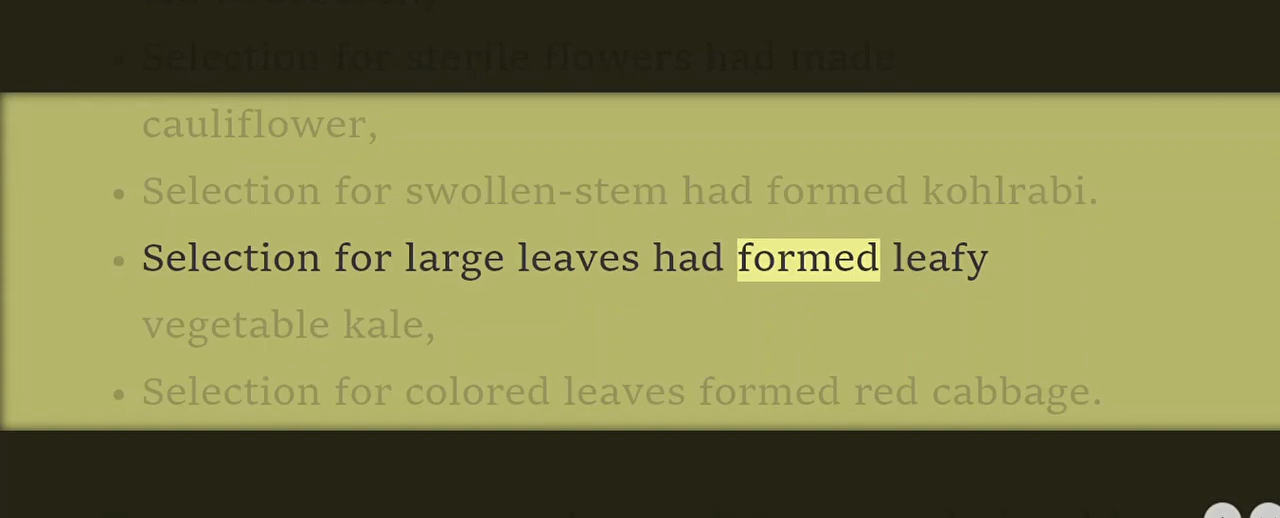 • Selection for sterile flowers had made
cauliflower,
• Selection for swollen-stem had formed kohlrabi.
• Selection for large leaves had formed leafy
vegetable kale,
• Selection for colored leaves formed red cabbage.